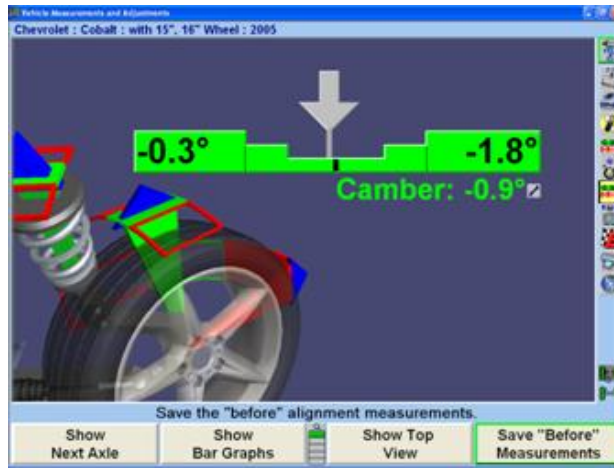 Vehicle Measurements and Adjustments
Chevrolet : Cobalt : with 15", 16" Wheel : 2005
-0.3° -1.8°
Camber: -0.9°
Save the "before" alignment measurements.
Show Next Axle
Show Bar Graphs
Show Top View
Save "Before" Measurements